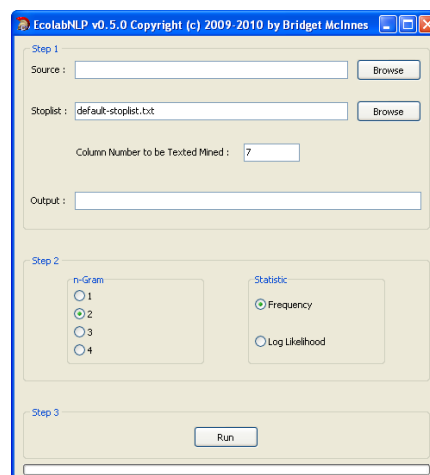 EcolabNLP v0.5.0 Copyright (c) 2009-2010 by Bridget McInnes
Step 1
Source : Browse
Stoplist : default-stoplist.txt Browse
Column Number to be Texted Mined : 7
Output :
Step 2
n-Gram Statistic
1
2 Frequency
3
4 Log Likelihood
Step 3
Run